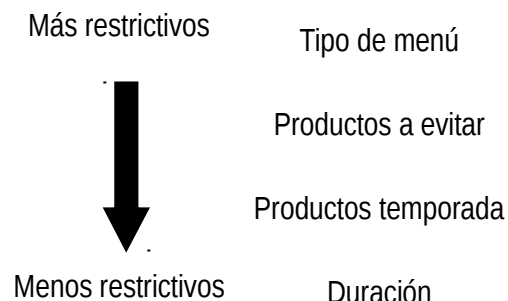 Más restrictivos
Tipo de menú
Productos a evitar
Productos temporada
Menos restrictivos
Duración